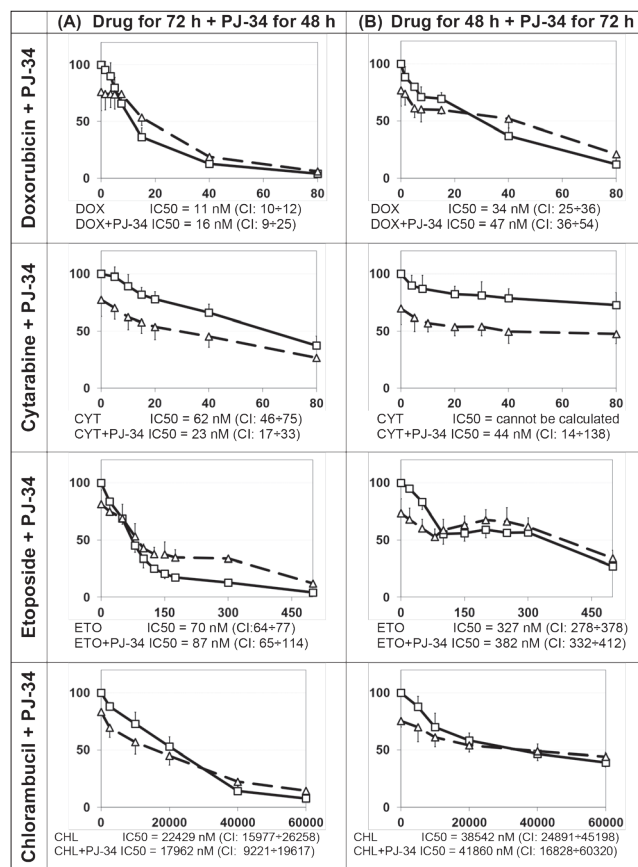 (A) Drug for 72 h + PJ-34 for 48 h
(B) Drug for 48 h + PJ-34 for 72 h
Doxorubicin + PJ-34
100
50
0
0 20 40 60 80
DOX IC50 = 11 nM (CI: 10÷12)
DOX+PJ-34 IC50 = 16 nM (CI: 9÷25)
100
50
0
0 20 40 60 80
DOX IC50 = 34 nM (CI: 25÷36)
DOX+PJ-34 IC50 = 47 nM (CI: 36÷54)
Cytarabine + PJ-34
100
50
0
0 20 40 60 80
CYT IC50 = 62 nM (CI: 46÷75)
CYT+PJ-34 IC50 = 23 nM (CI: 17÷33)
100
50
0
0 20 40 60 80
CYT IC50 = cannot be calculated
CYT+PJ-34 IC50 = 44 nM (CI: 14÷138)
Etoposide + PJ-34
100
50
0
0 150 300 450
ETO IC50 = 70 nM (CI:64÷77)
ETO+PJ-34 IC50 = 87 nM (CI: 65÷114)
100
50
0
0 150 300 450
ETO IC50 = 327 nM (CI: 278÷378)
ETO+PJ-34 IC50 = 382 nM (CI: 332÷412)
Chlorambucil + PJ-34
100
50
0
0 20000 40000 60000
CHL IC50 = 22429 nM (CI: 15977÷26258)
CHL+PJ-34 IC50 = 17962 nM (CI: 9221÷19617)
100
50
0
0 20000 40000 60000
CHL IC50 = 38542 nM (CI: 24891÷45198)
CHL+PJ-34 IC50 = 41860 nM (CI: 16828÷60320)